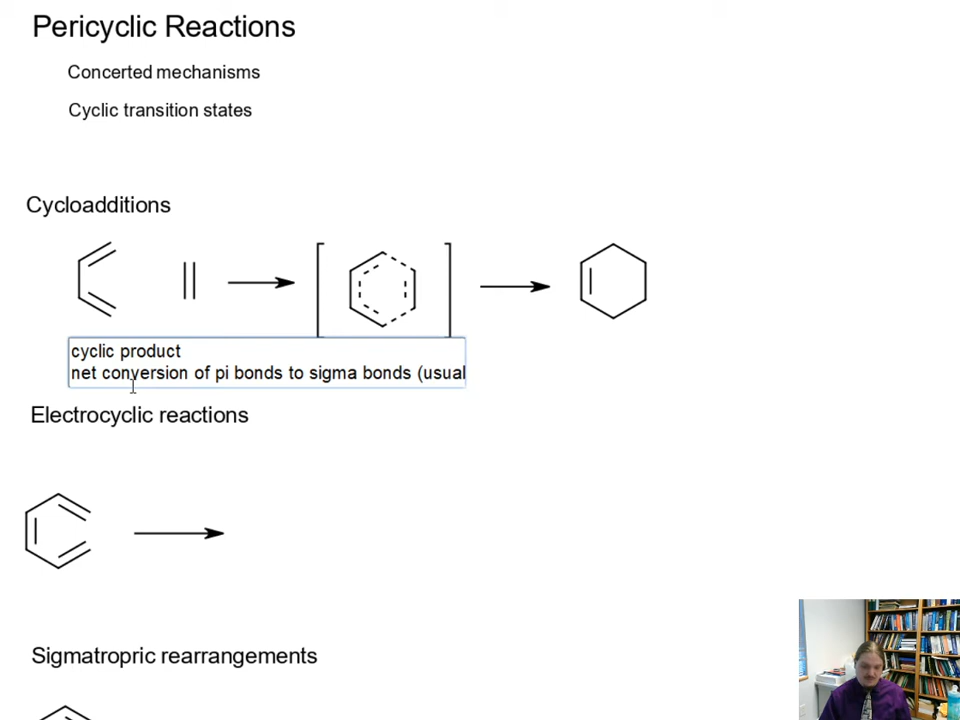 Pericyclic Reactions
Concerted mechanisms
Cyclic transition states
Cycloadditions
cyclic product
net conversion of pi bonds to sigma bonds (usual
Electrocyclic reactions
Sigmatropric rearrangements